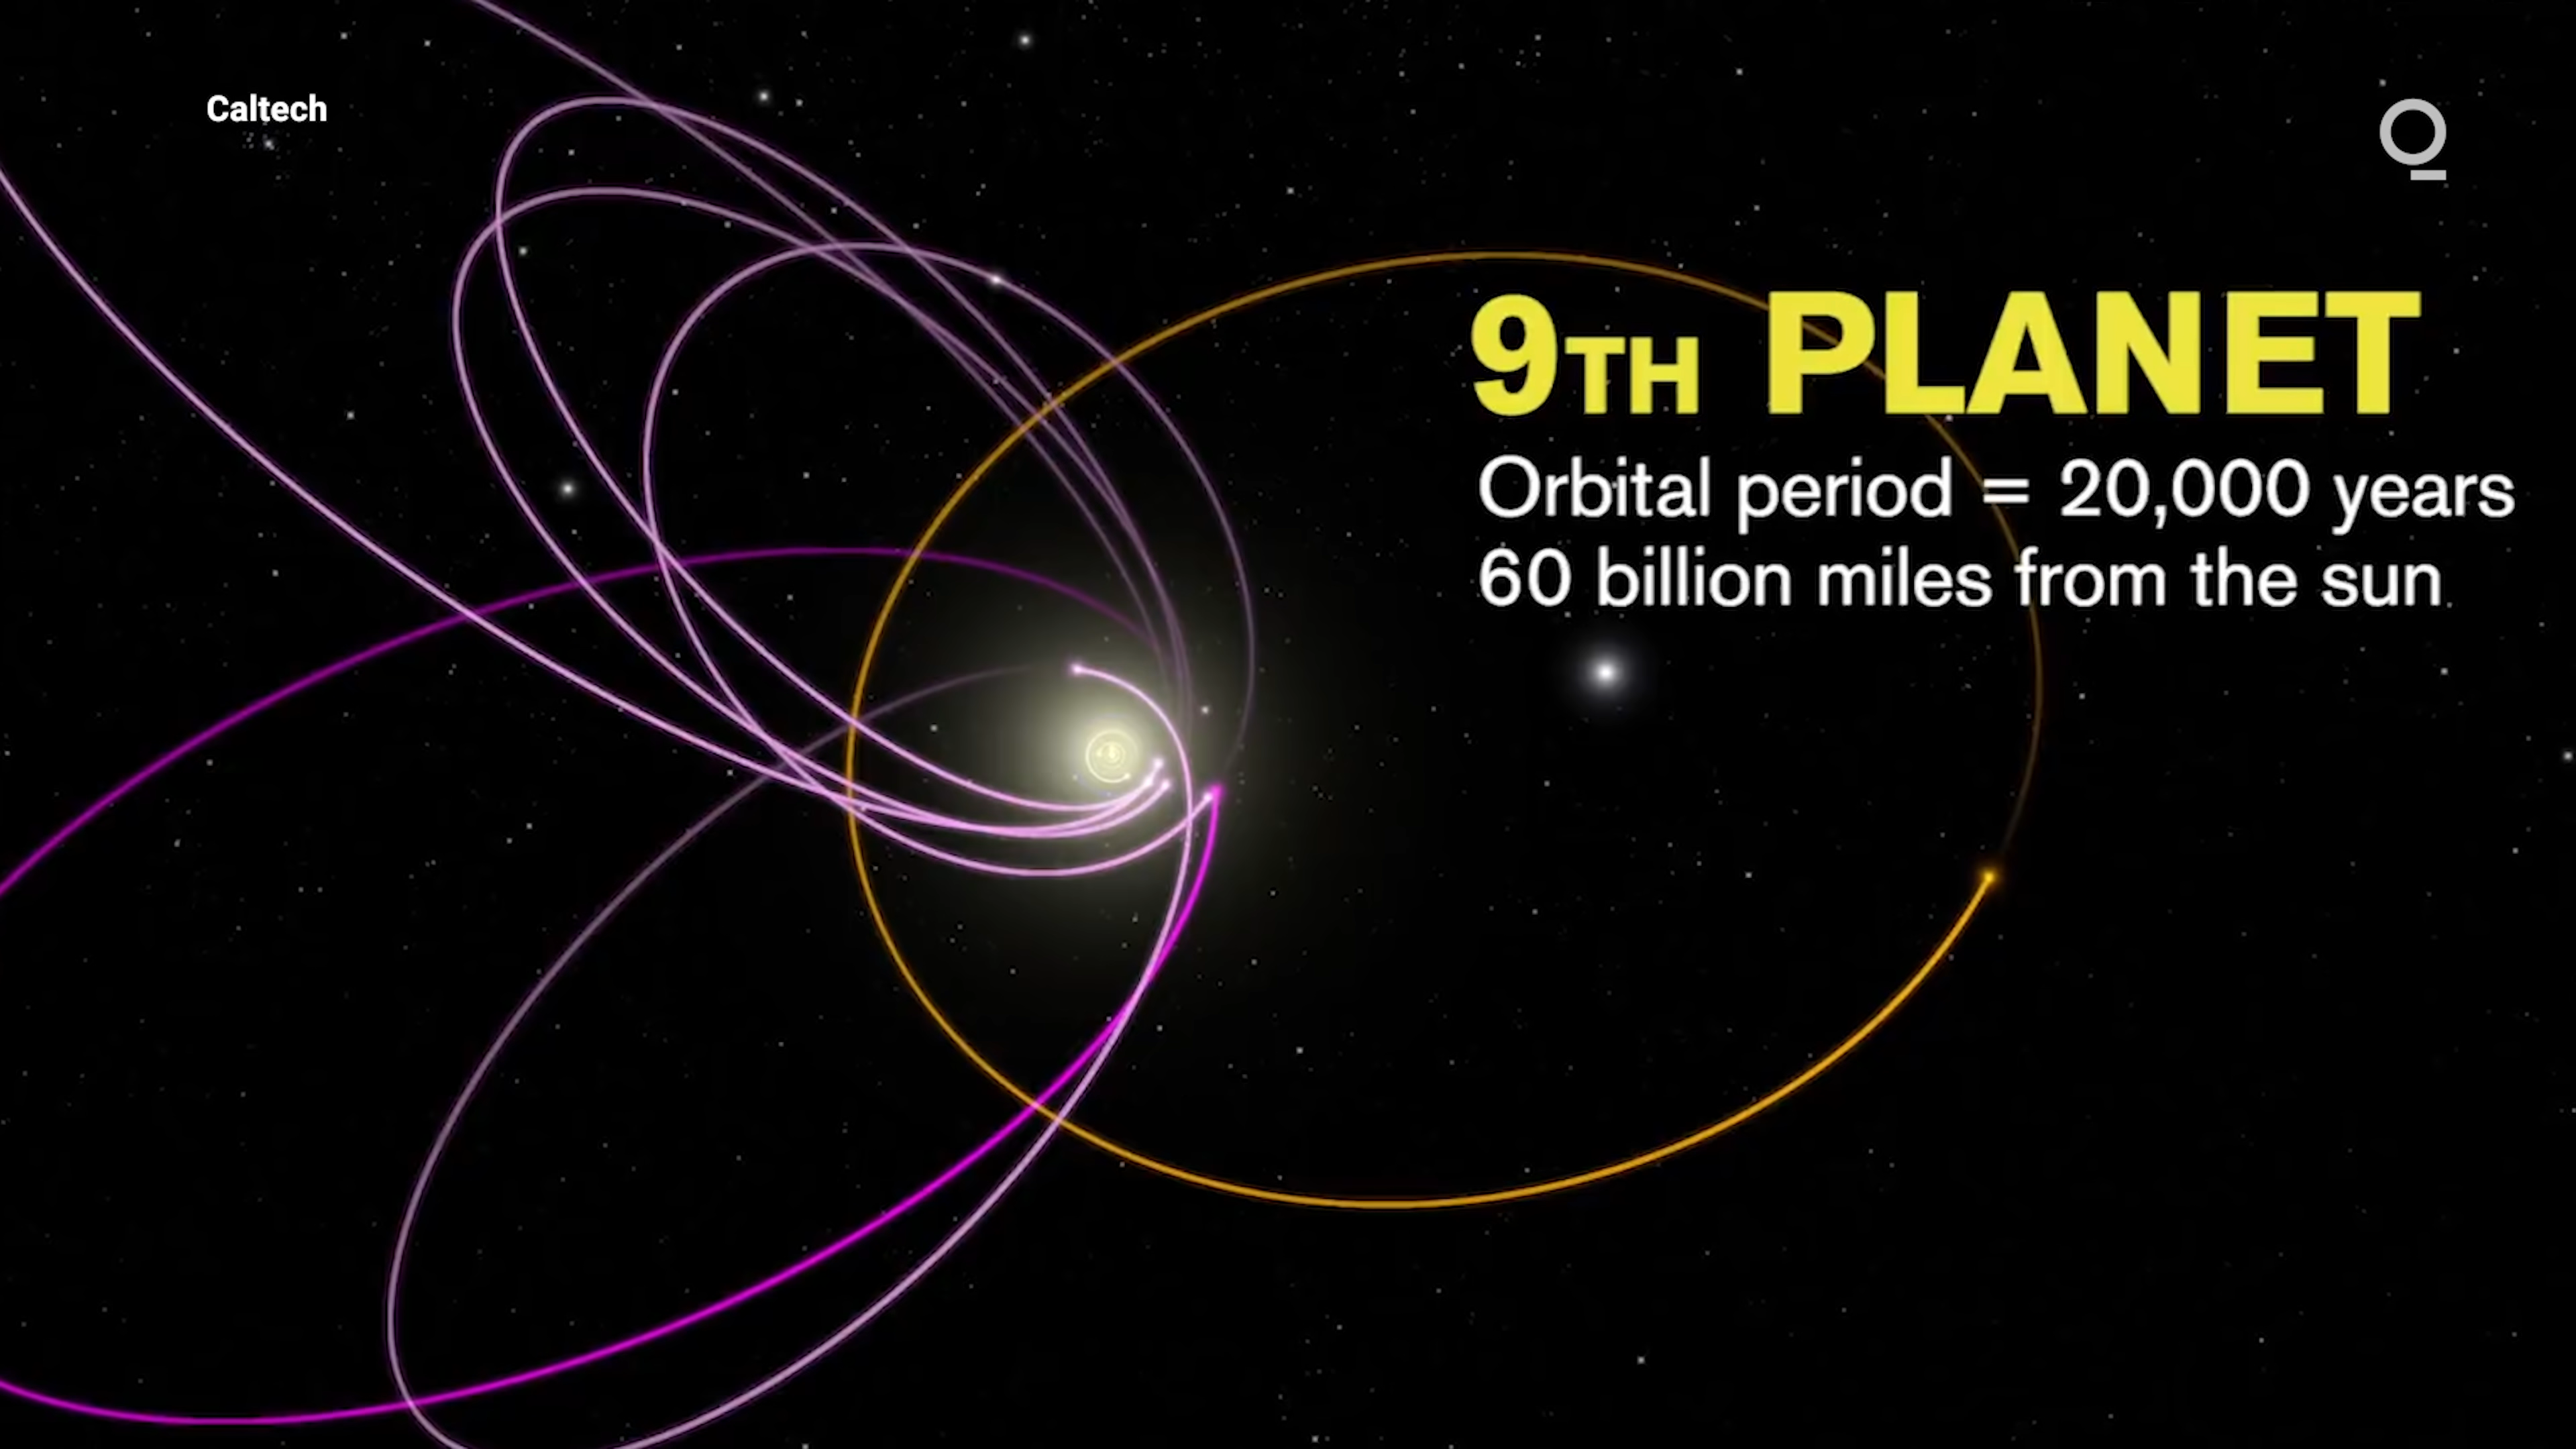 Caltech
9TH PLANET
Orbital period = 20,000 years
60 billion miles from the sun